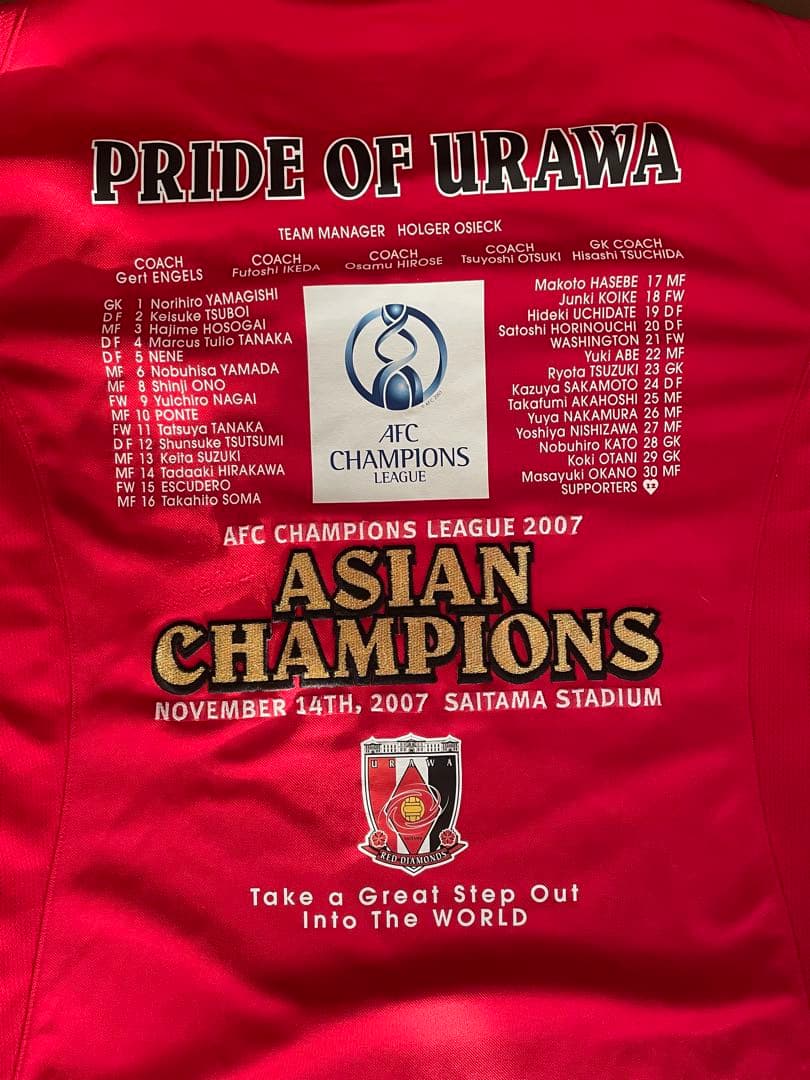 PRIDE OF URAWA
TEAM MANAGER HOLGER OSIECK
COACH
Gert ENGELS
COACH
Futoshi IKEDA
COACH
Osamu HIROSE
COACH
Tsuyoshi OTSUKI
GK COACH
Hisashi TSUCHIDA
GK 1 Norihiro YAMAGISHI
DF 2 Keisuke TSUBOI
MF 3 Hajime HOSOGAI
DF 4 Marcus Tulio TANAKA
DF 5 NENE
MF 6 Nobuhisa YAMADA
MF 8 Shinji ONO
FW 9 Yuichiro NAGAI
MF 10 PONTE
FW 11 Tatsuya TANAKA
DF 12 Shunsuke TSUTSUMI
MF 13 Keita SUZUKI
MF 14 Tadaaki HIRAKAWA
FW 15 ESCUDERO
MF 16 Takahito SOMA
AFC
CHAMPIONS
LEAGUE
Makoto HASEBE 17 MF
Junki KOIKE 18 FW
Hideki UCHIDATE 19 DF
Satoshi HORINOUCHI 20 DF
WASHINGTON 21 FW
Yuki ABE 22 MF
Ryota TSUZUKI 23 GK
Kazuya SAKAMOTO 24 DF
Takafumi AKAHOSHI 25 MF
Yuya NAKAMURA 26 MF
Yoshiya NISHIZAWA 27 MF
Nobuhiro KATO 28 GK
Koki OTANI 29 GK
Masayuki OKANO 30 MF
SUPPORTERS 12
AFC CHAMPIONS LEAGUE 2007
ASIAN
CHAMPIONS
NOVEMBER 14TH, 2007 SAITAMA STADIUM
URAWA
SAITAMA
RED DIAMONDS
Take a Great Step Out
Into The WORLD